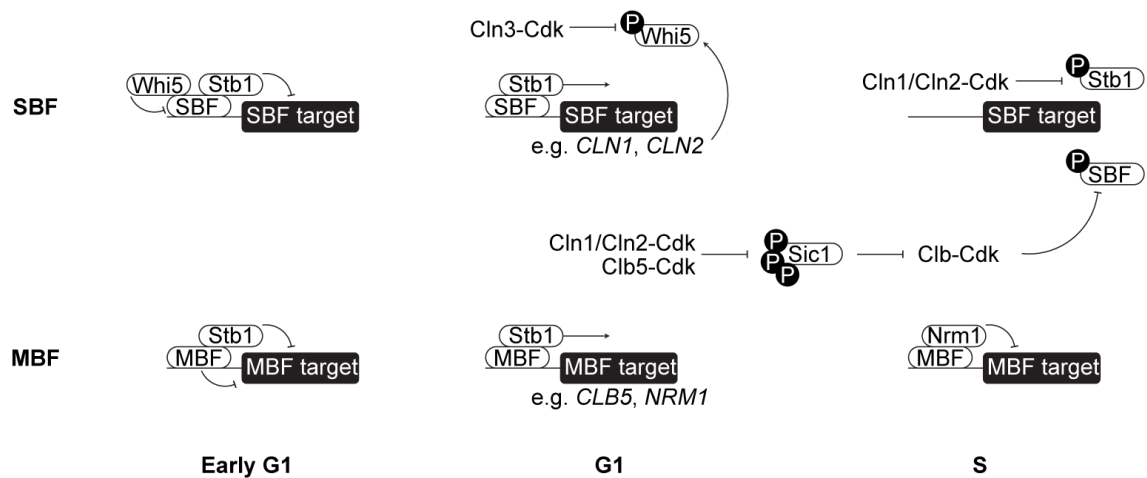 Cln3-Cdk
P
Whi5
Whi5
Stb1
SBF
SBF
SBF target
Stb1
SBF
SBF target
e.g. CLN1, CLN2
Cln1/Cln2-Cdk
P
Stb1
SBF target
P
SBF
Cln1/Cln2-Cdk
Clb5-Cdk
P
P
P
Sic1
Clb-Cdk
MBF
Stb1
MBF
MBF target
Stb1
MBF
MBF target
e.g. CLB5, NRM1
Nrm1
MBF
MBF target
Early G1
G1
S